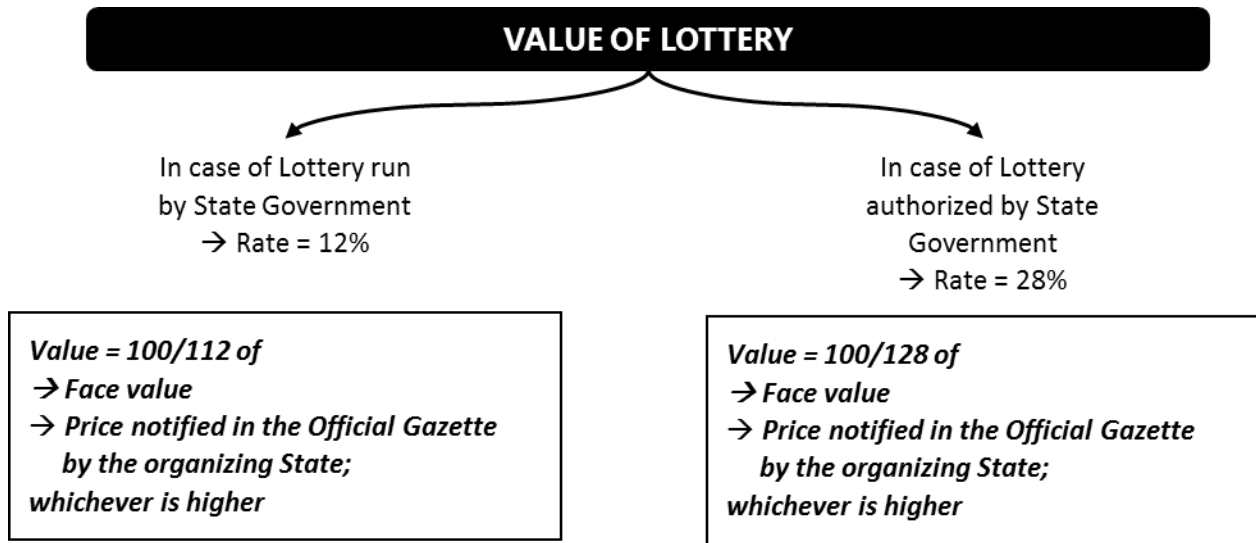 VALUE OF LOTTERY
In case of Lottery run
by State Government
→ Rate = 12%
In case of Lottery
authorized by State
Government
→ Rate = 28%
Value = 100/112 of
→ Face value
→ Price notified in the Official Gazette
by the organizing State;
whichever is higher
Value = 100/128 of
→ Face value
→ Price notified in the Official Gazette
by the organizing State;
whichever is higher